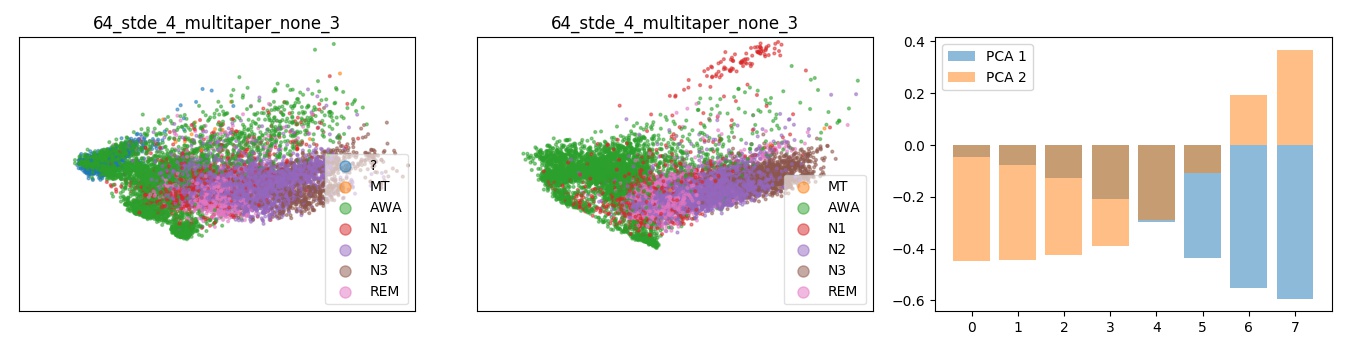 64_stde_4_multitaper_none_3
?
MT
AWA
N1
N2
N3
REM
64_stde_4_multitaper_none_3
MT
AWA
N1
N2
N3
REM
PCA 1
PCA 2
0.4
0.2
0.0
−0.2
−0.4
−0.6
0 1 2 3 4 5 6 7